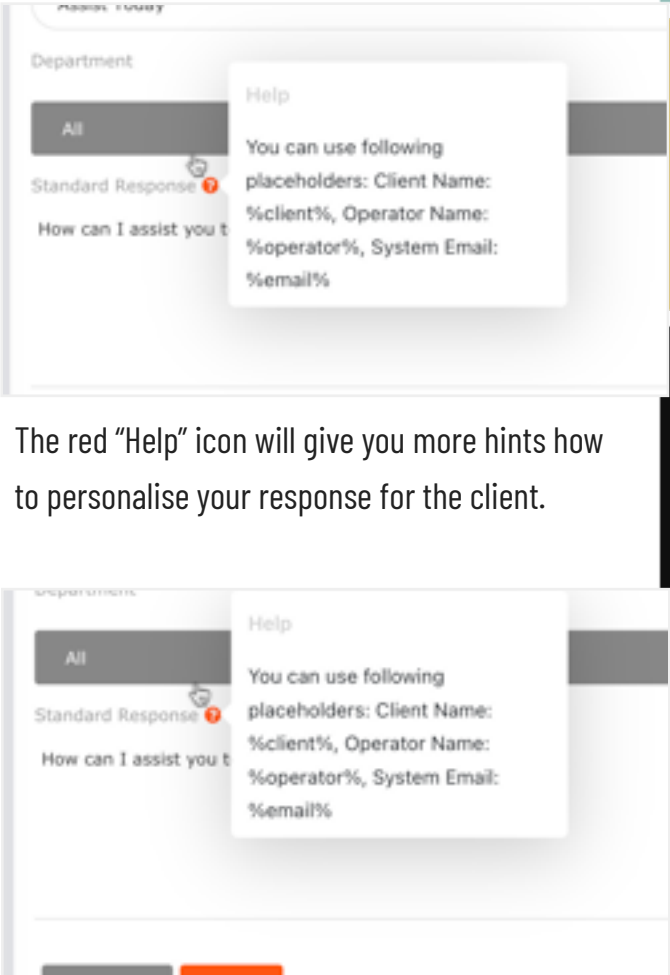 Assist Today
Department
All
Standard Response ?
How can I assist you t
Help
You can use following
placeholders: Client Name:
%client%, Operator Name:
%operator%, System Email:
%email%
The red “Help” icon will give you more hints how
to personalise your response for the client.
Department
All
Standard Response ?
How can I assist you t
Help
You can use following
placeholders: Client Name:
%client%, Operator Name:
%operator%, System Email:
%email%